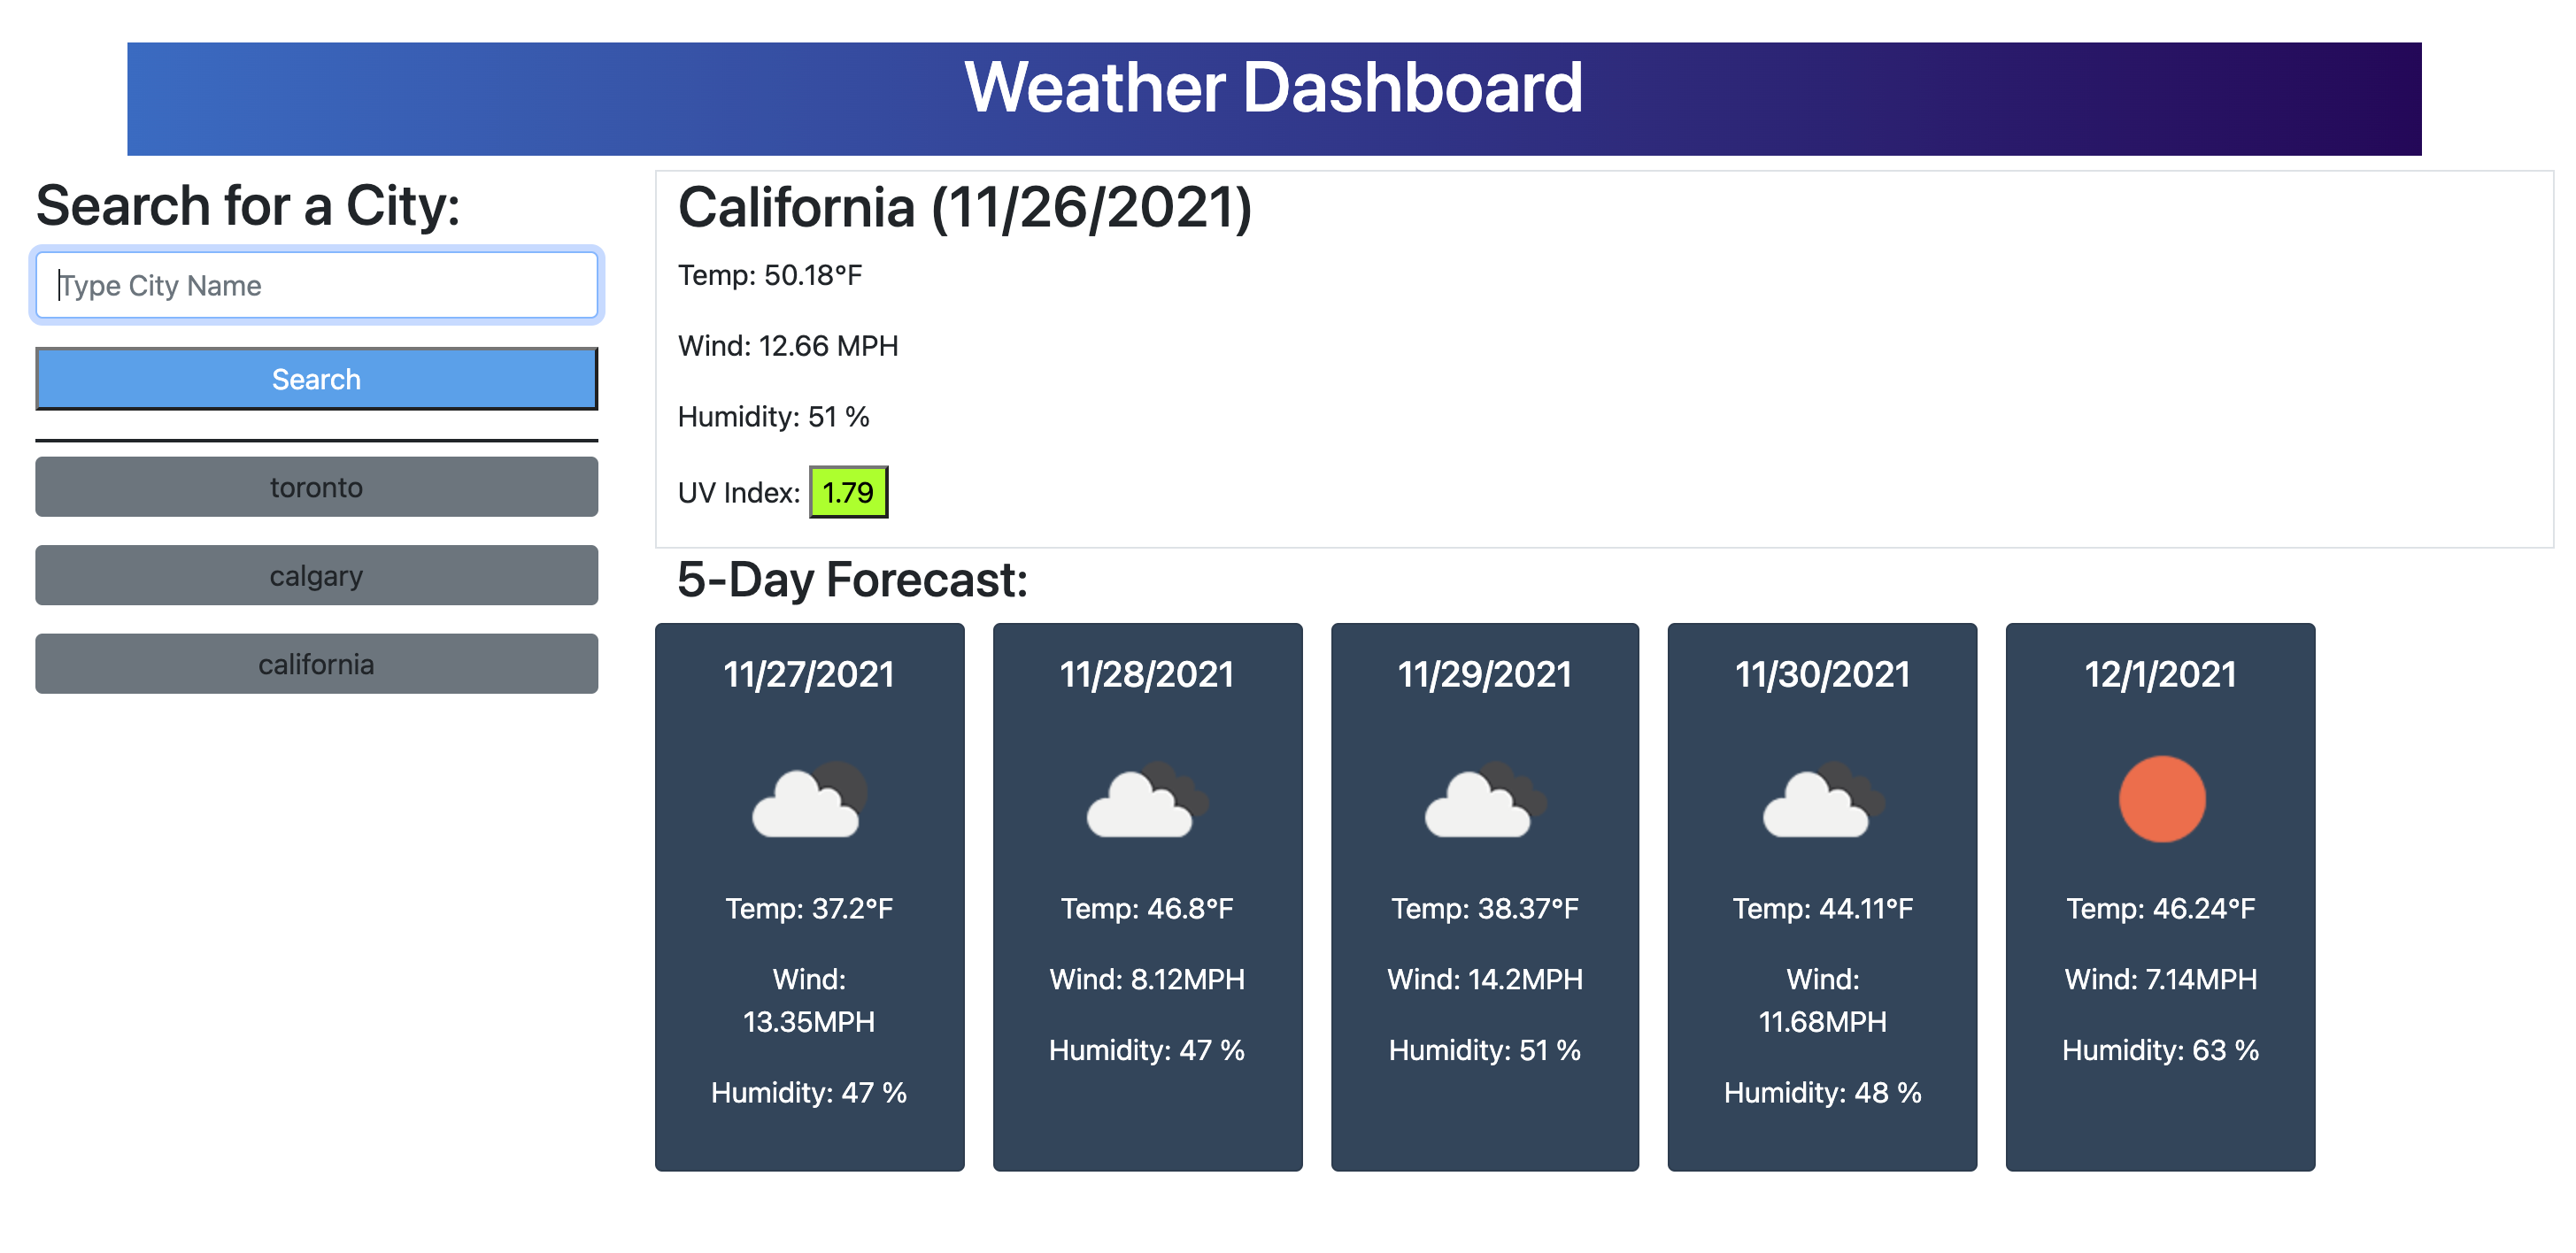 Weather Dashboard
Search for a City:
Type City Name
Search
toronto
calgary
california
California (11/26/2021)
Temp: 50.18°F
Wind: 12.66 MPH
Humidity: 51 %
UV Index: 1.79
5-Day Forecast:
11/27/2021
Temp: 37.2°F
Wind:
13.35MPH
Humidity: 47 %
11/28/2021
Temp: 46.8°F
Wind: 8.12MPH
Humidity: 47 %
11/29/2021
Temp: 38.37°F
Wind: 14.2MPH
Humidity: 51 %
11/30/2021
Temp: 44.11°F
Wind:
11.68MPH
Humidity: 48 %
12/1/2021
Temp: 46.24°F
Wind: 7.14MPH
Humidity: 63 %